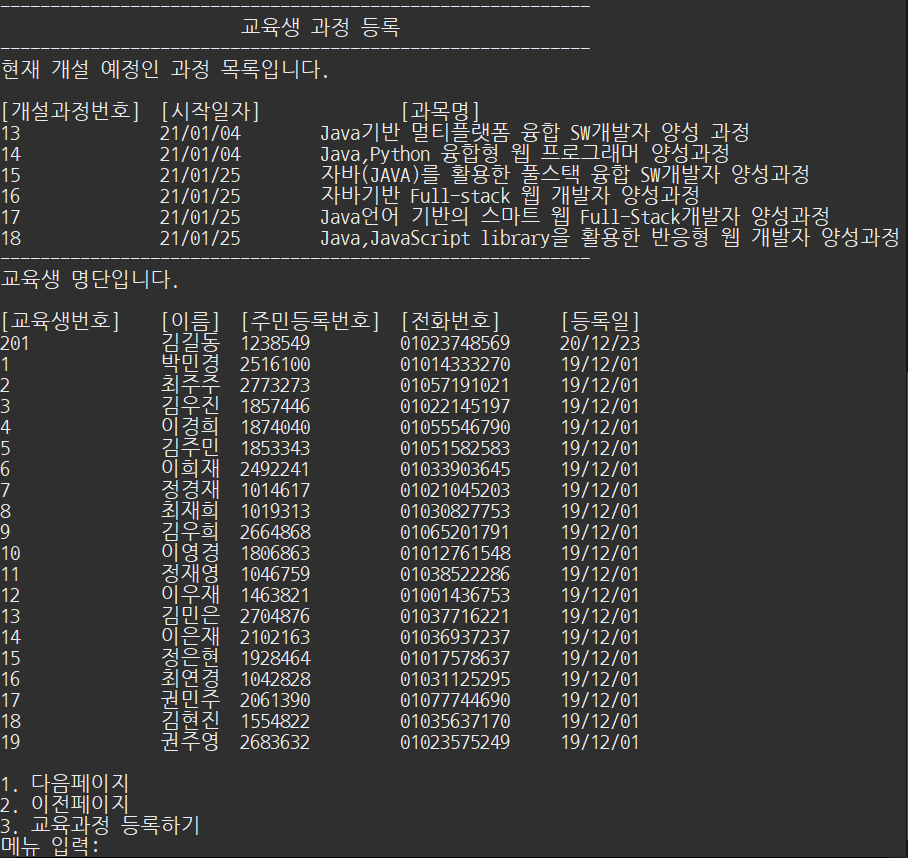 교육생 과정 등록
현재 개설 예정인 과정 목록입니다.
[개설과정번호] [시작일자] [과목명]
13 21/01/04 Java기반 멀티플랫폼 융합 SW개발자 양성 과정
14 21/01/04 Java,Python 융합형 웹 프로그래머 양성과정
15 21/01/25 자바(JAVA)를 활용한 풀스택 융합 SW개발자 양성과정
16 21/01/25 자바기반 Full-stack 웹 개발자 양성과정
17 21/01/25 Java언어 기반의 스마트 웹 Full-Stack개발자 양성과정
18 21/01/25 Java,JavaScript library을 활용한 반응형 웹 개발자 양성과정
교육생 명단입니다.
[교육생번호] [이름] [주민등록번호] [전화번호] [등록일]
201 김길동 1238549 01023748569 20/12/23
1 박민경 2516100 01014333270 19/12/01
2 최주주 2773273 01057191021 19/12/01
3 김우진 1857446 01022145197 19/12/01
4 이경희 1874040 01055546790 19/12/01
5 김주민 1853343 01051582583 19/12/01
6 이희재 2492241 01033903645 19/12/01
7 정경재 1014617 01021045203 19/12/01
8 최재희 1019313 01030827753 19/12/01
9 김우희 2664868 01065201791 19/12/01
10 이영경 1806863 01012761548 19/12/01
11 정재영 1046759 01038522286 19/12/01
12 이우재 1463821 01001436753 19/12/01
13 김민은 2704876 01037716221 19/12/01
14 이은재 2102163 01036937237 19/12/01
15 정은현 1928464 01017578637 19/12/01
16 최연경 1042828 01031125295 19/12/01
17 권민주 2061390 01077744690 19/12/01
18 김현진 1554822 01035637170 19/12/01
19 권주영 2683632 01023575249 19/12/01
1. 다음페이지
2. 이전페이지
3. 교육과정 등록하기
메뉴 입력: